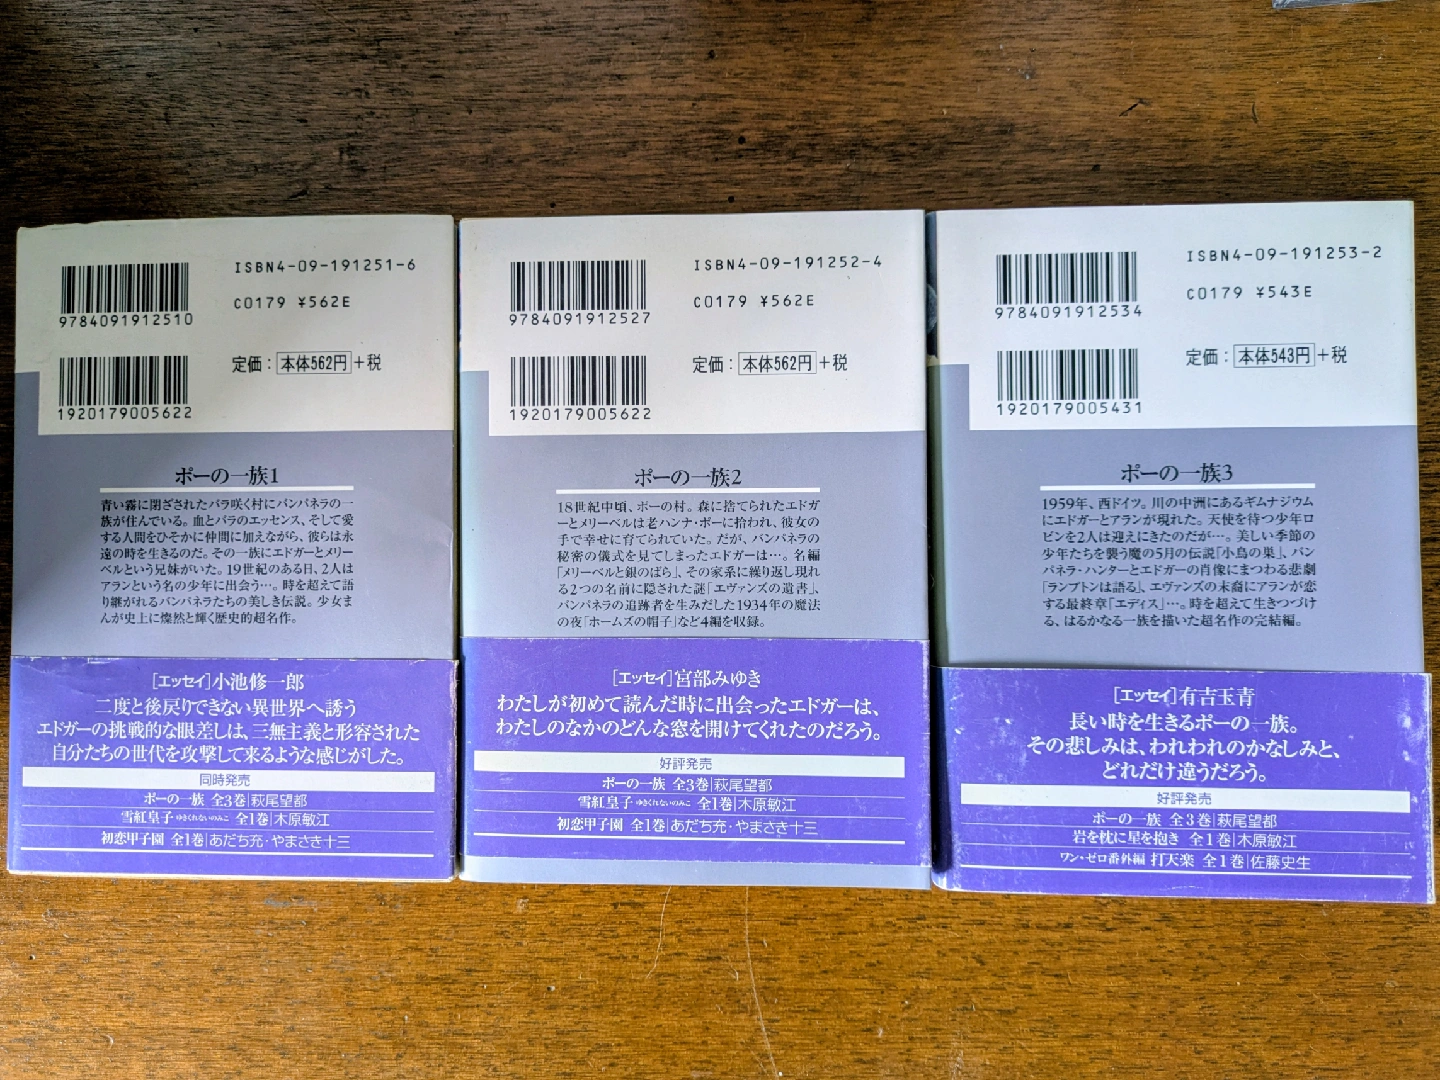 ISBN4-09-191251-6
C0179 ¥562E
9784091912510
定価：本体562円+税
1920179005622
ポーの一族1
青い霧に閉ざされたバラ咲く村にバンパネラの一
族が住んでいる。血とバラのエッセンス、そして愛
する人間をひそかに仲間に加えながら、彼らは永
遠の時を生きるのだ。その一族にエドガーとメリー
ベルという兄妹がいた。19世紀のある日、2人は
アランという名の少年に出会う…。時を超えて語
り継がれるバンパネラたちの美しき伝説。少女ま
んが史上に燦然と輝く歴史的超名作。
［エッセイ］小池修一郎
二度と後戻りできない異世界へ誘う
エドガーの挑戦的な眼差しは、三無主義と形容された
自分たちの世代を攻撃して来るような感じがした。
同時発売
ポーの一族 全3巻|萩尾望都
雪紅皇子 ゆきくれないのみこ 全1巻|木原敏江
初恋甲子園 全1巻|あだち充・やまさき十三
ISBN4-09-191252-4
C0179 ¥562E
9784091912527
定価：本体562円+税
1920179005622
ポーの一族2
18世紀中頃、ポーの村。森に捨てられたエドガ
ーとメリーベルは老ハンナ・ポーに拾われ、彼女の
手で幸せに育てられていた。だが、バンパネラの
秘密の儀式を見てしまったエドガーは…。名編
「メリーベルと銀のばら」、その家系に繰り返し現れ
る2つの名前に隠された謎「エヴァンズの遺書」、
バンパネラの追跡者を生みだした1934年の魔法
の夜「ホームズの帽子」など4編を収録。
［エッセイ］宮部みゆき
わたしが初めて読んだ時に出会ったエドガーは、
わたしのなかのどんな窓を開けてくれたのだろう。
好評発売
ポーの一族 全3巻|萩尾望都
雪紅皇子 ゆきくれないのみこ 全1巻|木原敏江
初恋甲子園 全1巻|あだち充・やまさき十三
ISBN4-09-191253-2
C0179 ¥543E
9784091912534
定価：本体543円+税
1920179005431
ポーの一族3
1959年、西ドイツ。川の中洲にあるギムナジウム
にエドガーとアランが現れた。天使を待つ少年ロ
ビンを2人は迎えにきたのだが…。美しい季節の
少年たちを襲う魔の5月の伝説「小鳥の巣」、バン
パネラ・ハンターとエドガーの肖像にまつわる悲劇
「ランプトンは語る」、エヴァンズの末裔にアランが恋
する最終章「エディス」…。時を超えて生きつづけ
る、はるかなる一族を描いた超名作の完結編。
［エッセイ］有吉玉青
長い時を生きるポーの一族。
その悲しみは、われわれのかなしみと、
どれだけ違うだろう。
好評発売
ポーの一族 全3巻|萩尾望都
岩を枕に星を抱き 全1巻|木原敏江
ワン・ゼロ番外編 打天楽 全1巻|佐藤史生